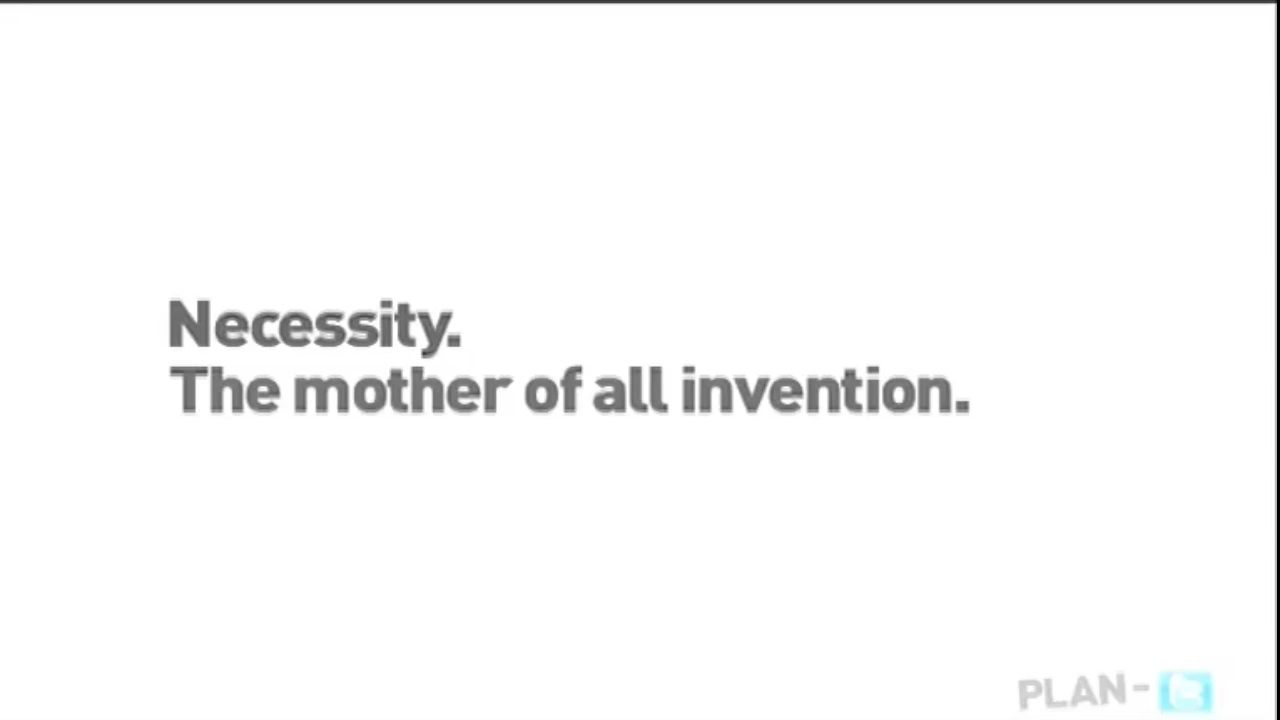 Necessity.
The mother of all invention.
PLAN-